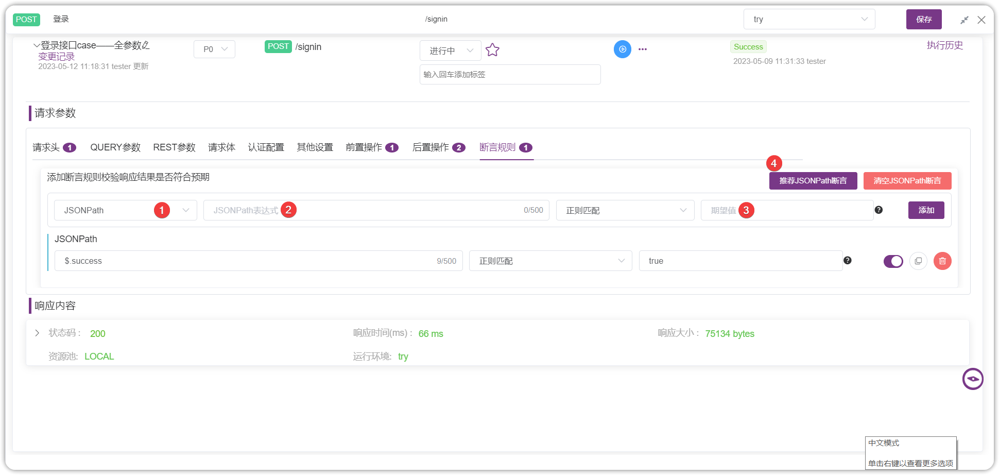 POST 登录 /signin try 保存
登录接口case——全参数 P0 POST /signin 进行中 Success 执行历史
变更记录
2023-05-12 11:18:31 tester 更新 2023-05-09 11:31:33 tester
输入回车添加标签
请求参数
请求头 1 QUERY参数 REST参数 请求体 认证配置 其他设置 前置操作 1 后置操作 2 断言规则 1
4
添加断言规则校验响应结果是否符合预期 推荐JSONPath断言 清空JSONPath断言
JSONPath 1 JSONPath表达式 2 0/500 正则匹配 期望值 3 ? 添加
JSONPath
$.success 9/500 正则匹配 true ?
响应内容
状态码： 200 响应时间(ms)： 66 ms 响应大小： 75134 bytes
资源池: LOCAL 运行环境: try
中文模式
单击右键以查看更多选项